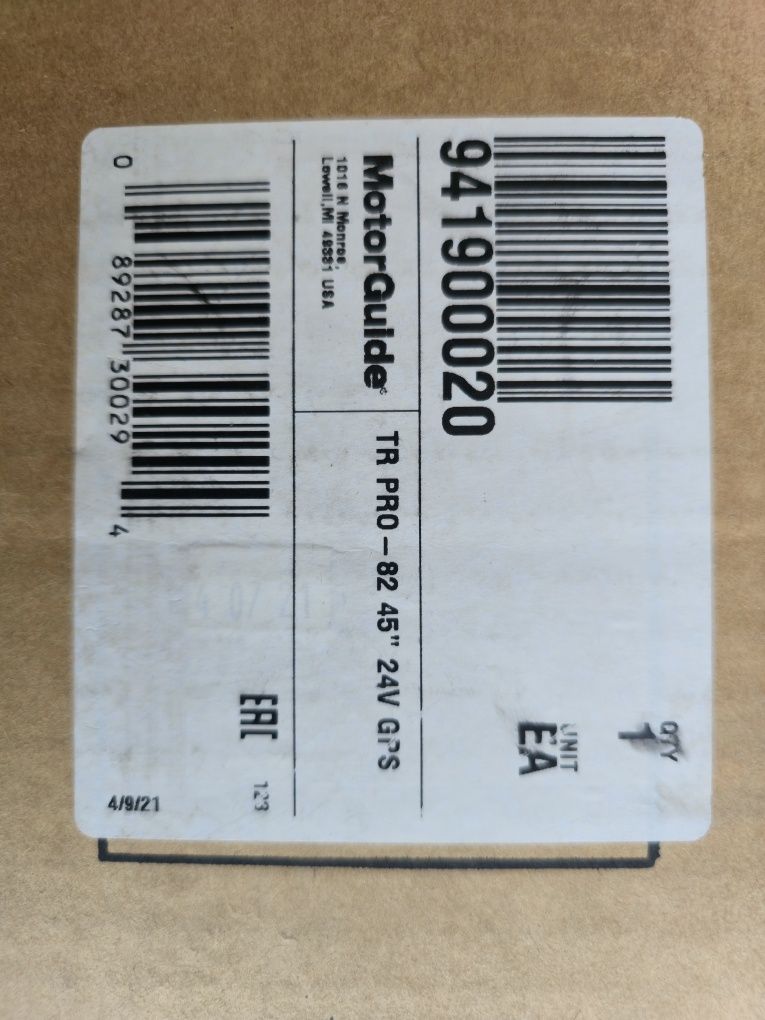 941900020
QTY
1
UNIT
EA
MotorGuide
1016 N Monroe,
Lowell,MI 49331 USA
TR PRO-82 45" 24V GPS
0 89287 30029 4
EAC
123
4/9/21